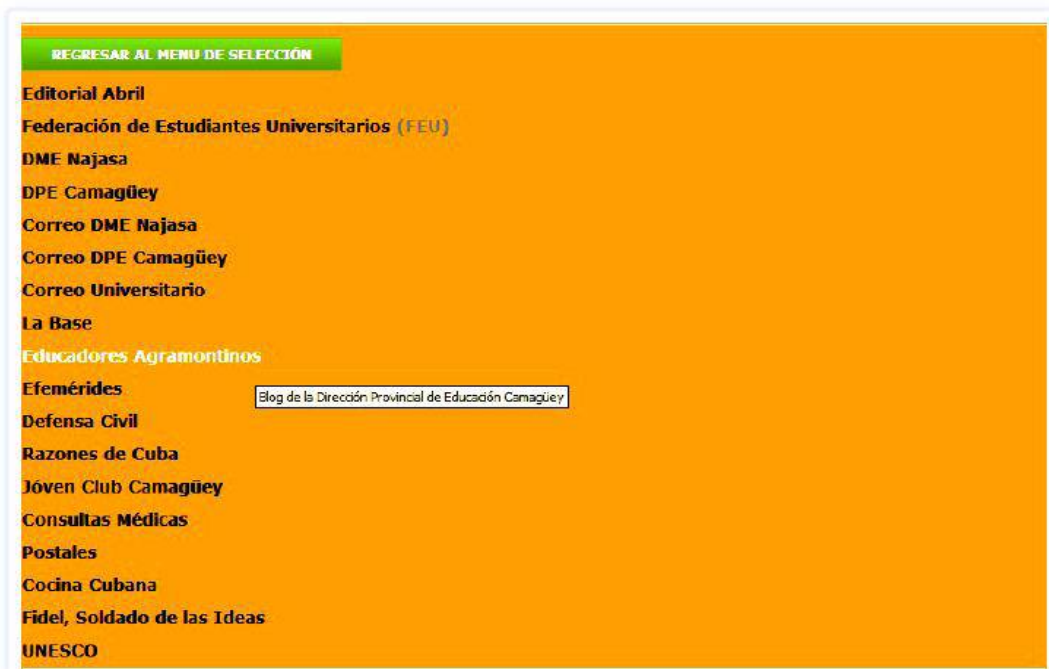 REGRESAR AL MENU DE SELECCIÓN
Editorial Abril
Federación de Estudiantes Universitarios (FEU)
DME Najasa
DPE Camagüey
Correo DME Najasa
Correo DPE Camagüey
Correo Universitario
La Base
Educadores Agramontinos
Efemérides
Blog de la Dirección Provincial de Educación Camagüey
Defensa Civil
Razones de Cuba
Jóven Club Camagüey
Consultas Médicas
Postales
Cocina Cubana
Fidel, Soldado de las Ideas
UNESCO